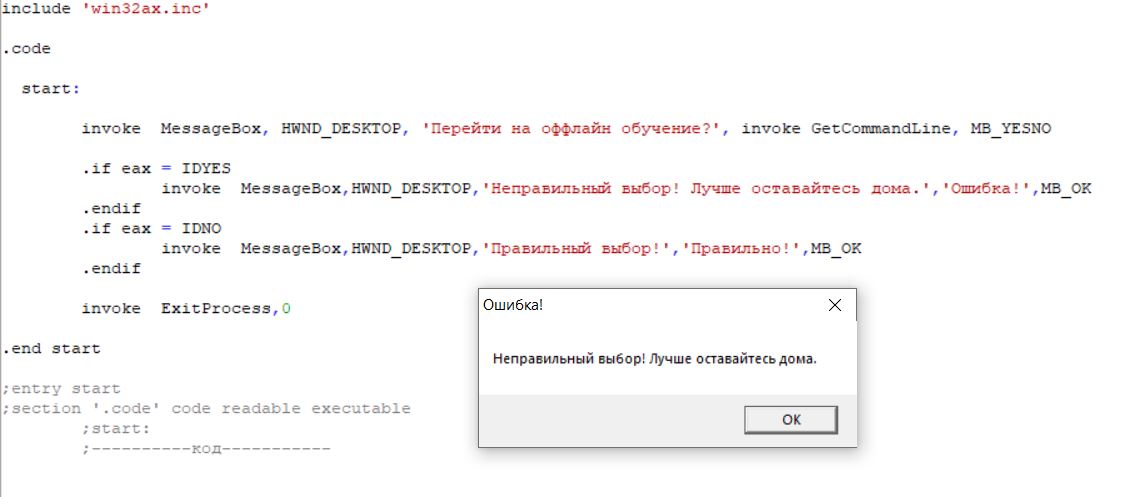 include 'win32ax.inc'
.code
start:
invoke MessageBox, HWND_DESKTOP, 'Перейти на оффлайн обучение?', invoke GetCommandLine, MB_YESNO
.if eax = IDYES
invoke MessageBox,HWND_DESKTOP,'Неправильный выбор! Лучше оставайтесь дома.','Ошибка!',MB_OK
.endif
.if eax = IDNO
invoke MessageBox,HWND_DESKTOP,'Правильный выбор!','Правильно!',MB_OK
.endif
invoke ExitProcess,0
.end start
;entry start
;section '.code' code readable executable
;start:
;----------код-----------
Ошибка!
Неправильный выбор! Лучше оставайтесь дома.
OK